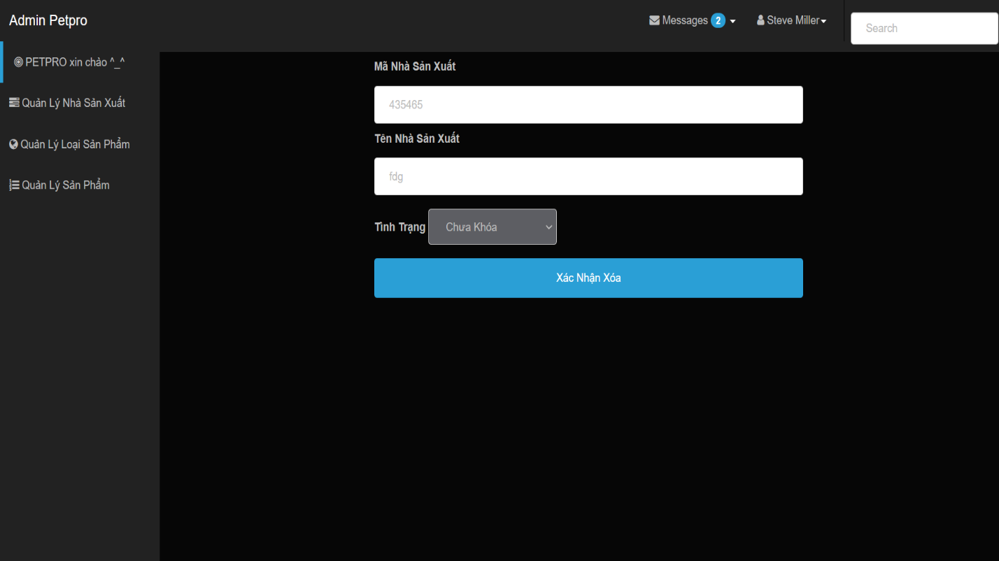 Admin Petpro
Messages 2
Steve Miller
Search
PETPRO xin chào ^_^
Quản Lý Nhà Sản Xuất
Quản Lý Loại Sản Phẩm
Quản Lý Sản Phẩm
Mã Nhà Sản Xuất
435465
Tên Nhà Sản Xuất
fdg
Tình Trạng
Chưa Khóa
Xác Nhận Xóa